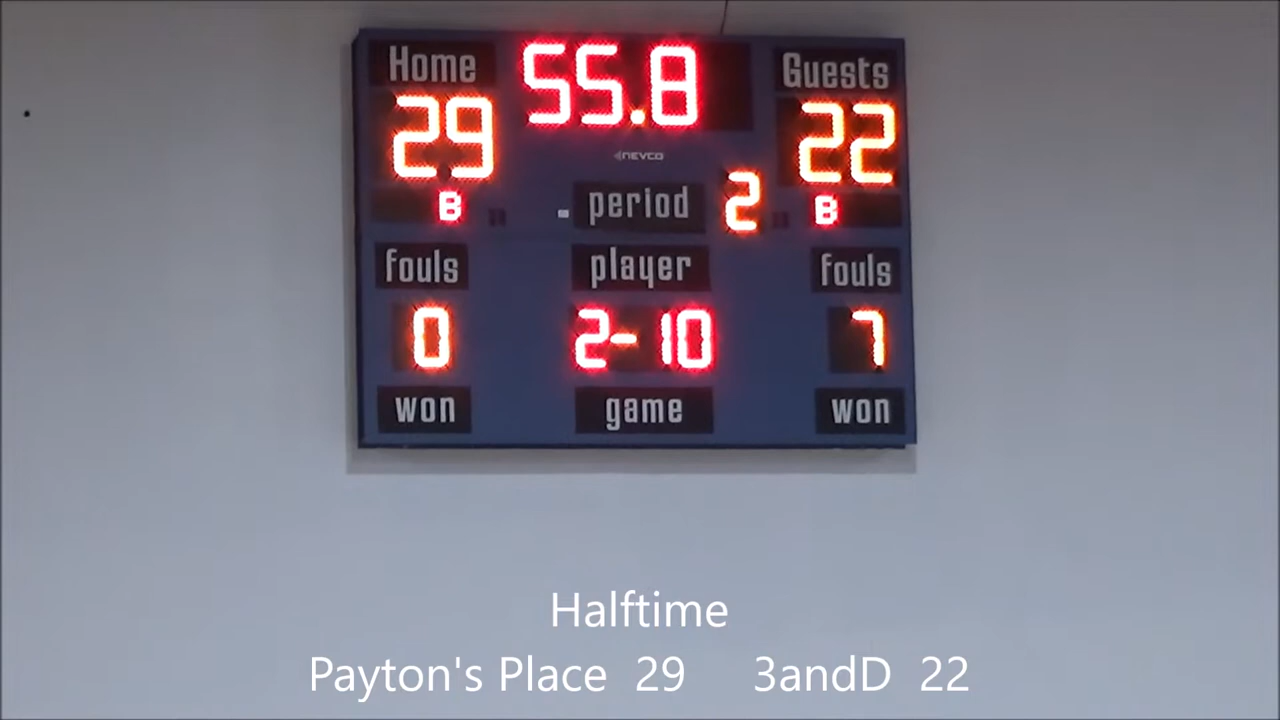 Home 55.8 Guests
29 22
NEVCO
B period 2 B
fouls player fouls
0 2-10 7
won game won
Halftime
Payton's Place 29 3andD 22